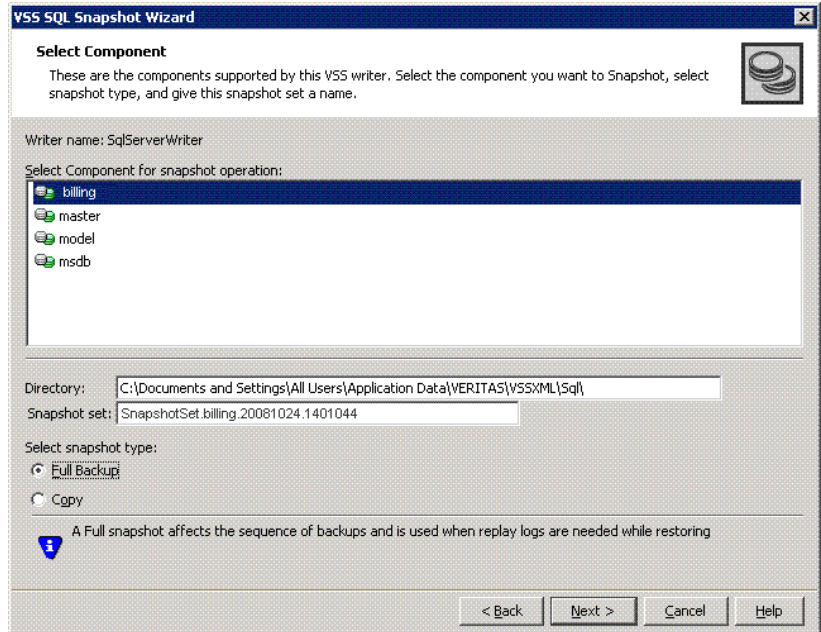 VSS SQL Snapshot Wizard
Select Component
These are the components supported by this VSS writer. Select the component you want to Snapshot, select
snapshot type, and give this snapshot set a name.
Writer name: SqlServerWriter
Select Component for snapshot operation:
billing
master
model
msdb
Directory: C:\Documents and Settings\All Users\Application Data\VERITAS\VSSXML\Sql\
Snapshot set: SnapshotSet.billing.20081024.1401044
Select snapshot type:
Full Backup
Copy
A Full snapshot affects the sequence of backups and is used when replay logs are needed while restoring
< Back Next > Cancel Help